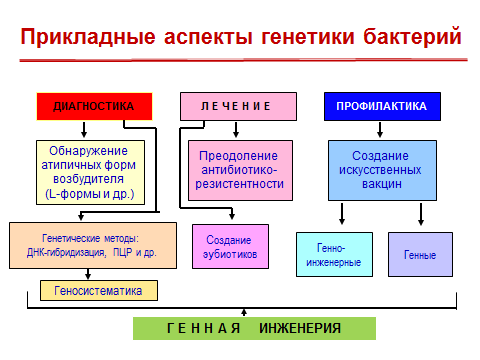 Прикладные аспекты генетики бактерий
ДИАГНОСТИКА
Л Е Ч Е Н И Е
ПРОФИЛАКТИКА
Обнаружение
атипичных форм
возбудителя
(L-формы и др.)
Преодоление
антибиотико-
резистентности
Создание
искусственных
вакцин
Генетические методы:
ДНК-гибридизация, ПЦР и др.
Создание
эубиотиков
Генно-
инженерные
Генные
Геносистематика
Г Е Н Н А Я ИНЖЕНЕРИЯ